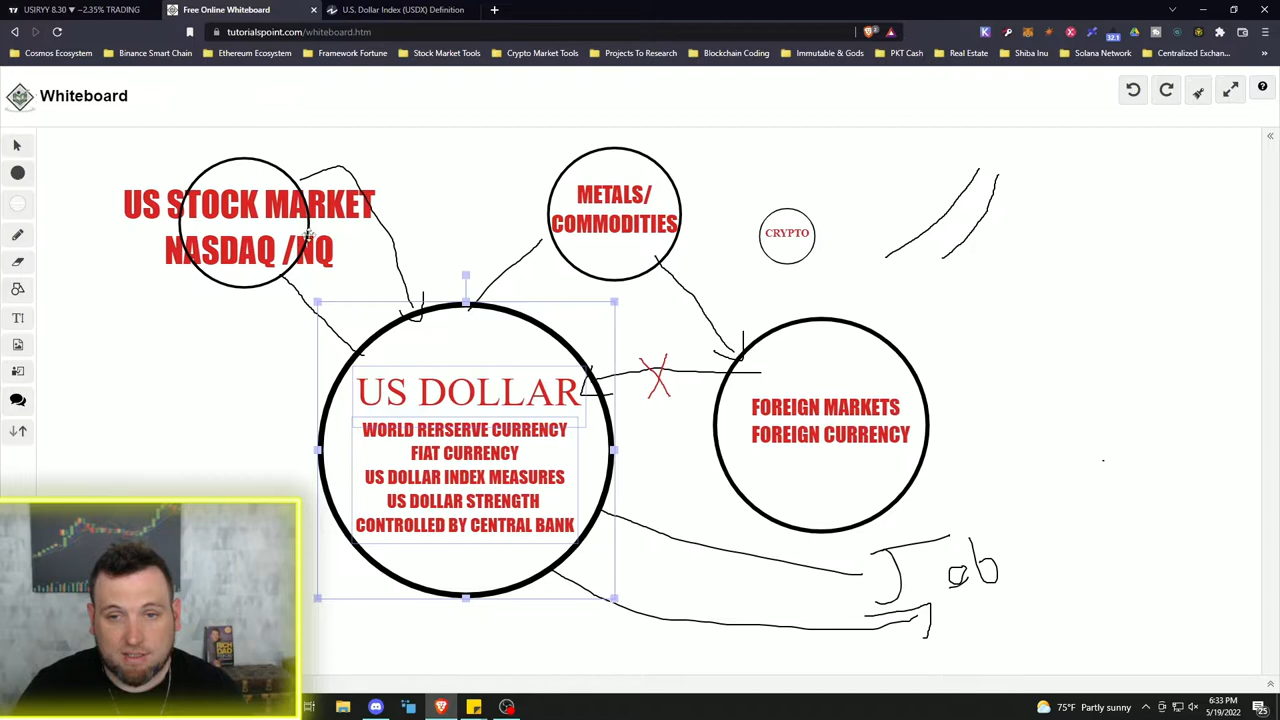 USIRYY 8.30 ▼ −2.35% TRADING
Free Online Whiteboard
U.S. Dollar Index (USDX) Definition
tutorialspoint.com/whiteboard.htm
Cosmos Ecosystem
Binance Smart Chain
Ethereum Ecosystem
Framework Fortune
Stock Market Tools
Crypto Market Tools
Projects To Research
Blockchain Coding
Immutable & Gods
PKT Cash
Real Estate
Shiba Inu
Solana Network
Centralized Exchan...
Whiteboard
US STOCK MARKET
NASDAQ /NQ
METALS/
COMMODITIES
CRYPTO
US DOLLAR
WORLD RERSERVE CURRENCY
FIAT CURRENCY
US DOLLAR INDEX MEASURES
US DOLLAR STRENGTH
CONTROLLED BY CENTRAL BANK
FOREIGN MARKETS
FOREIGN CURRENCY
X
Job
RICH
DAD
75°F Partly sunny
6:33 PM
5/19/2022
25